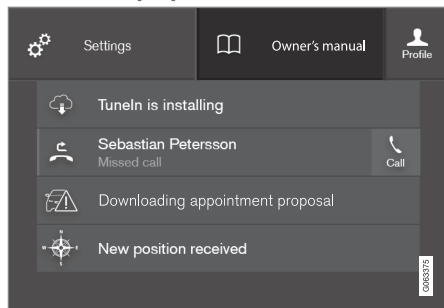 Settings
Owner's manual
Profile
TuneIn is installing
Sebastian Petersson
Missed call
Call
Downloading appointment proposal
N
W
E
S
New position received
G063375